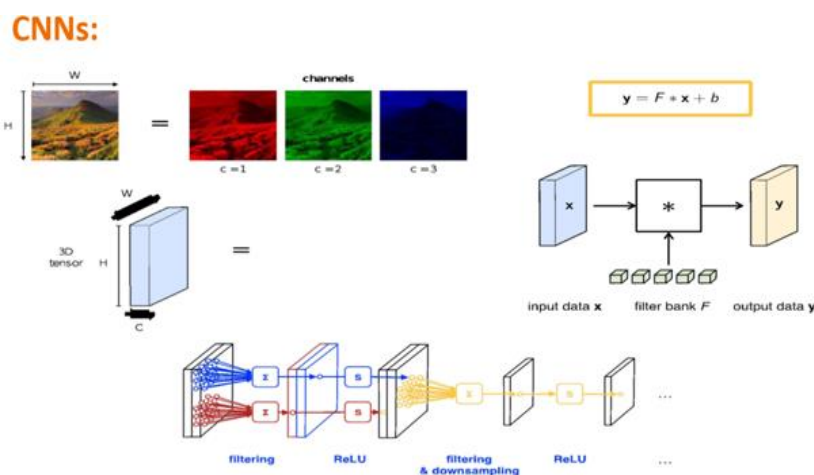 CNNs:
W
channels
H
=
c =1
c =2
c =3
y = F * x + b
W
3D
tensor
H
=
C
x
*
y
input data x
filter bank F
output data y
Σ
S
Σ
S
Σ
S
...
filtering
ReLU
filtering
& downsampling
ReLU
...